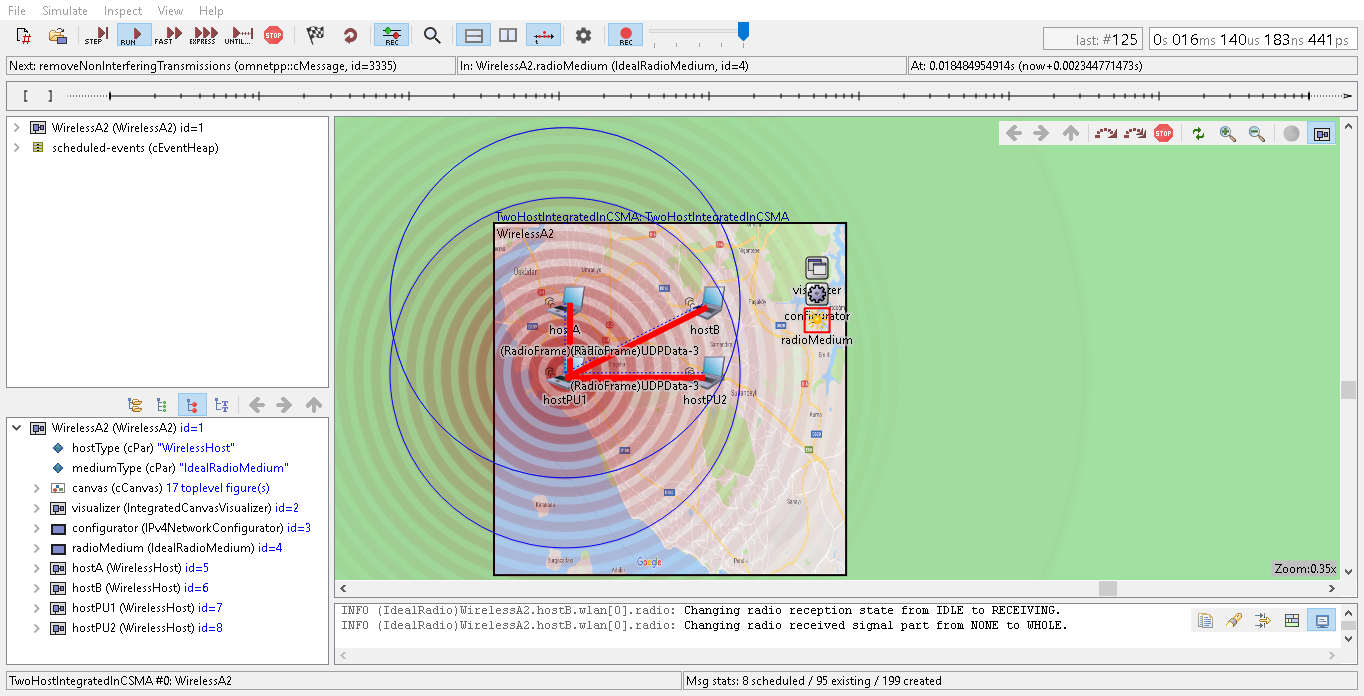 File Simulate Inspect View Help
STEP RUN FAST EXPRESS UNTIL... STOP REC REC
last: #125 0s 016ms 140us 183ns 441ps
Next: removeNonInterferingTransmissions (omnetpp::cMessage, id=3335) In: WirelessA2.radioMedium (IdealRadioMedium, id=4) At: 0.018484954914s (now+0.002344771473s)
[ ]
WirelessA2 (WirelessA2) id=1
scheduled-events (cEventHeap)
WirelessA2 (WirelessA2) id=1
hostType (cPar) "WirelessHost"
mediumType (cPar) "IdealRadioMedium"
canvas (cCanvas) 17 toplevel figure(s)
visualizer (IntegratedCanvasVisualizer) id=2
configurator (IPv4NetworkConfigurator) id=3
radioMedium (IdealRadioMedium) id=4
hostA (WirelessHost) id=5
hostB (WirelessHost) id=6
hostPU1 (WirelessHost) id=7
hostPU2 (WirelessHost) id=8
STOP
TwoHostIntegratedInCSMA: TwoHostIntegratedInCSMA
WirelessA2
Üsküdar
Ümraniye
visualizer
Paşaköy
configurator
hostA
hostB
radioMedium
(RadioFrame)(RadioFrame)UDPData-3
(RadioFrame)UDPData-3
hostPU1
hostPU2
Sultanbeyli
Kurna
Pendik
Google
Zoom:0.35x
INFO (IdealRadio)WirelessA2.hostB.wlan[0].radio: Changing radio reception state from IDLE to RECEIVING.
INFO (IdealRadio)WirelessA2.hostB.wlan[0].radio: Changing radio received signal part from NONE to WHOLE.
TwoHostIntegratedInCSMA #0: WirelessA2 Msg stats: 8 scheduled / 95 existing / 199 created